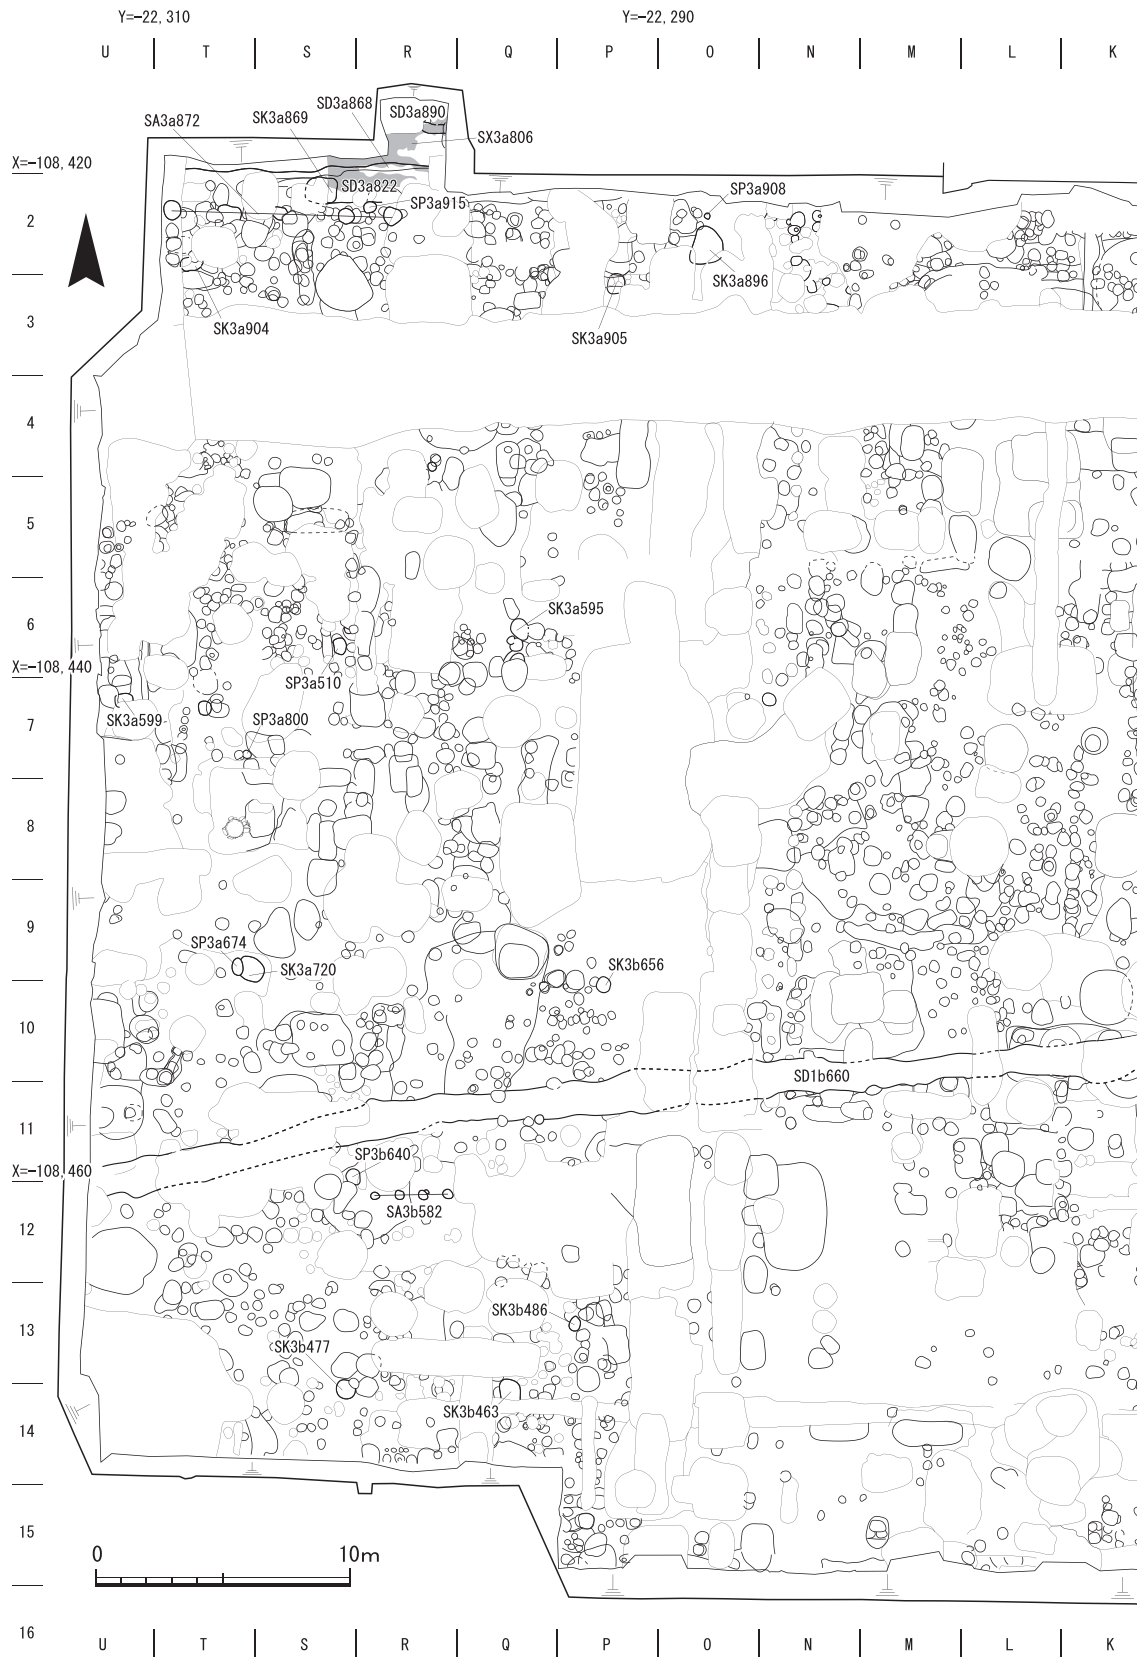 Y=-22,310
Y=-22,290
U T S R Q P O N M L K
SD3a868
SK3a869
SD3a890
SA3a872
SX3a806
X=-108,420
SD3a822
SP3a908
SP3a915
2
SK3a896
SK3a904
3
SK3a905
4
5
SK3a595
6
X=-108,440
SP3a510
SK3a599
SP3a800
7
8
9
SP3a674
SK3a720
SK3b656
10
SD1b660
11
SP3b640
X=-108,460
SA3b582
12
SK3b486
13
SK3b477
SK3b463
14
15
0 10m
16
U T S R Q P O N M L K